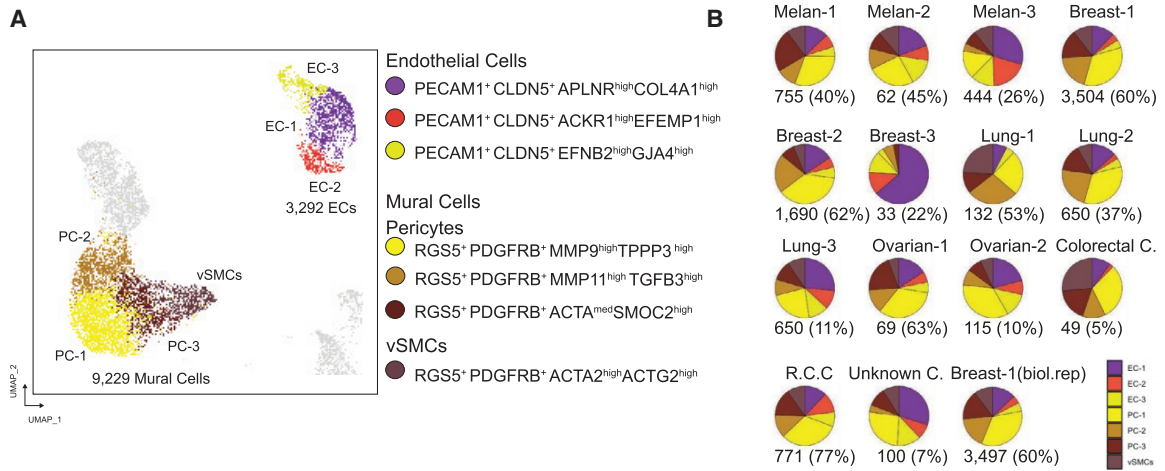 A
EC-3
EC-1
EC-2
3,292 ECs
PC-2
vSMCs
PC-1
PC-3
9,229 Mural Cells
UMAP_2
UMAP_1
Endothelial Cells
PECAM1+ CLDN5+ APLNRhighCOL4A1high
PECAM1+ CLDN5+ ACKR1highEFEMP1high
PECAM1+ CLDN5+ EFNB2highGJA4high
Mural Cells
Pericytes
RGS5+ PDGFRB+ MMP9highTPPP3 high
RGS5+ PDGFRB+ MMP11high TGFB3high
RGS5+ PDGFRB+ ACTAmedSMOC2high
vSMCs
RGS5+ PDGFRB+ ACTA2highACTG2high
B
Melan-1 Melan-2 Melan-3 Breast-1
755 (40%) 62 (45%) 444 (26%) 3,504 (60%)
Breast-2 Breast-3 Lung-1 Lung-2
1,690 (62%) 33 (22%) 132 (53%) 650 (37%)
Lung-3 Ovarian-1 Ovarian-2 Colorectal C.
650 (11%) 69 (63%) 115 (10%) 49 (5%)
R.C.C Unknown C. Breast-1(biol.rep)
771 (77%) 100 (7%) 3,497 (60%)
EC-1
EC-2
EC-3
PC-1
PC-2
PC-3
vSMCs